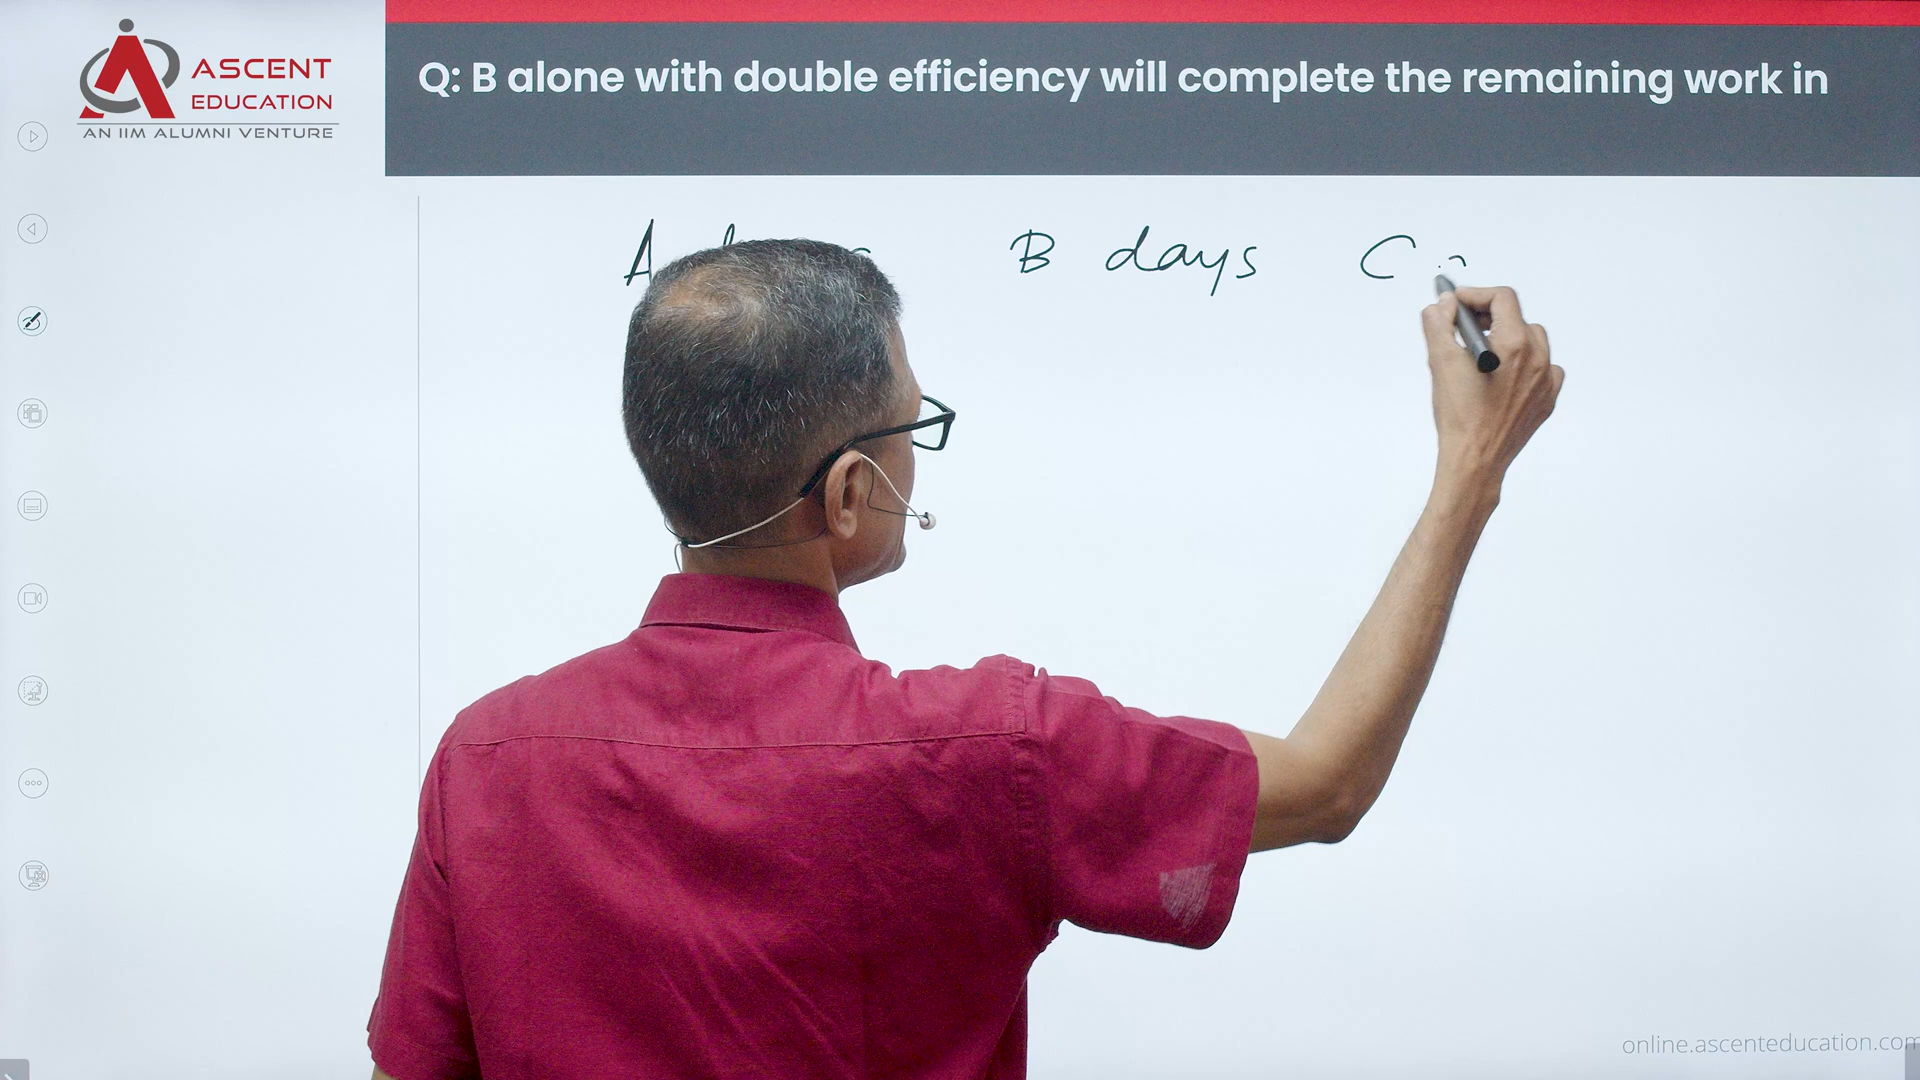 ASCENT
EDUCATION
AN IIM ALUMNI VENTURE
Q: B alone with double efficiency will complete the remaining work in
A B days C
online.ascenteducation.com